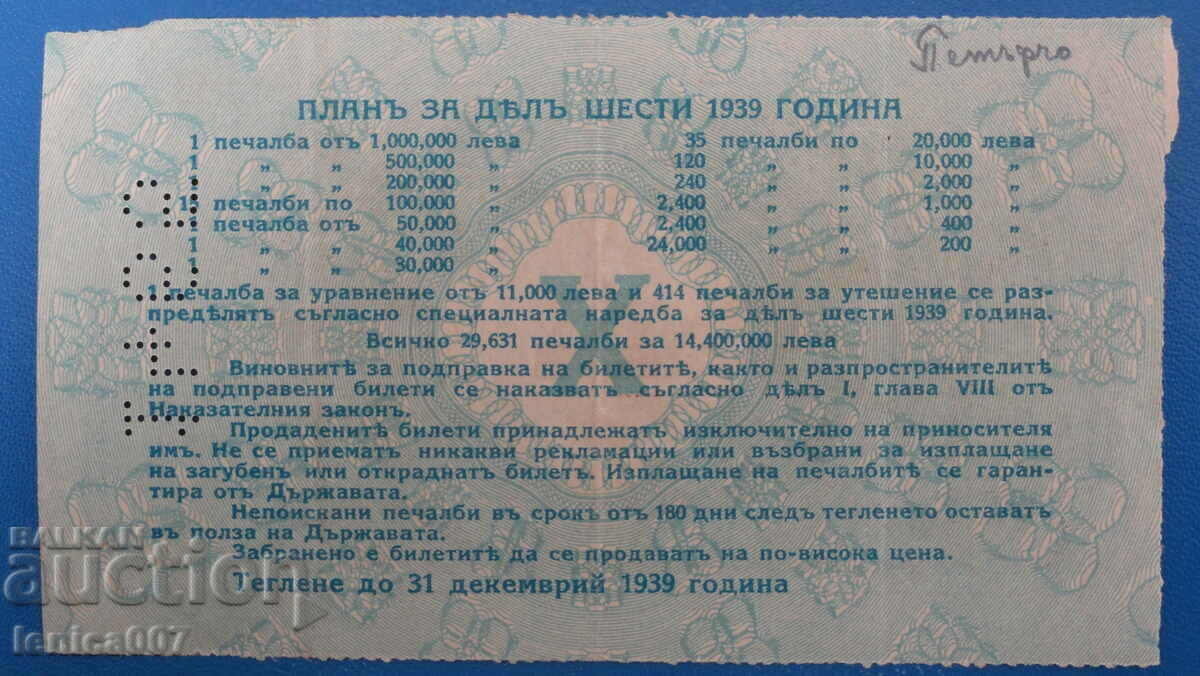 Петърчо
ПЛАНЪ ЗА ДѢЛЪ ШЕСТИ 1939 ГОДИНА
1 печалба отъ 1,000,000 лева 35 печалби по 20,000 лева
1 „ „ 500,000 „ 120 „ „ 10,000 „
1 „ „ 200,000 „ 240 „ „ 2,000 „
печалби по 100,000 „ 2,400 „ „ 1,000 „
печалба отъ 50,000 „ 2,400 „ „ 400 „
1 „ „ 40,000 „ 24,000 „ „ 200 „
1 „ „ 30,000 „
1 печалба за уравнение отъ 11,000 лева и 414 печалби за утешение се раз-
предѣлятъ съгласно специалната наредба за дѣлъ шести 1939 година.
Всичко 29,631 печалби за 14,400,000 лева
Виновнитѣ за подправка на билетитѣ, както и разпространителитѣ
на подправени билети се наказватъ съгласно дѣлъ I, глава VIII отъ
Наказателния законъ.
Продаденитѣ билети принадлежатъ изключително на приносителя
имъ. Не се приематъ никакви рекламации или възбрани за изплащане
на загубенъ или откраднатъ билетъ. Изплащане на печалбитѣ се гаран-
тира отъ Държавата.
Непоискани печалби въ срокъ отъ 180 дни следъ тегленето оставатъ
въ полза на Държавата.
Забранено е билетитѣ да се продаватъ на по-висока цена.
Теглене до 31 декемврий 1939 година
X
BALKAN
auction
lenica007